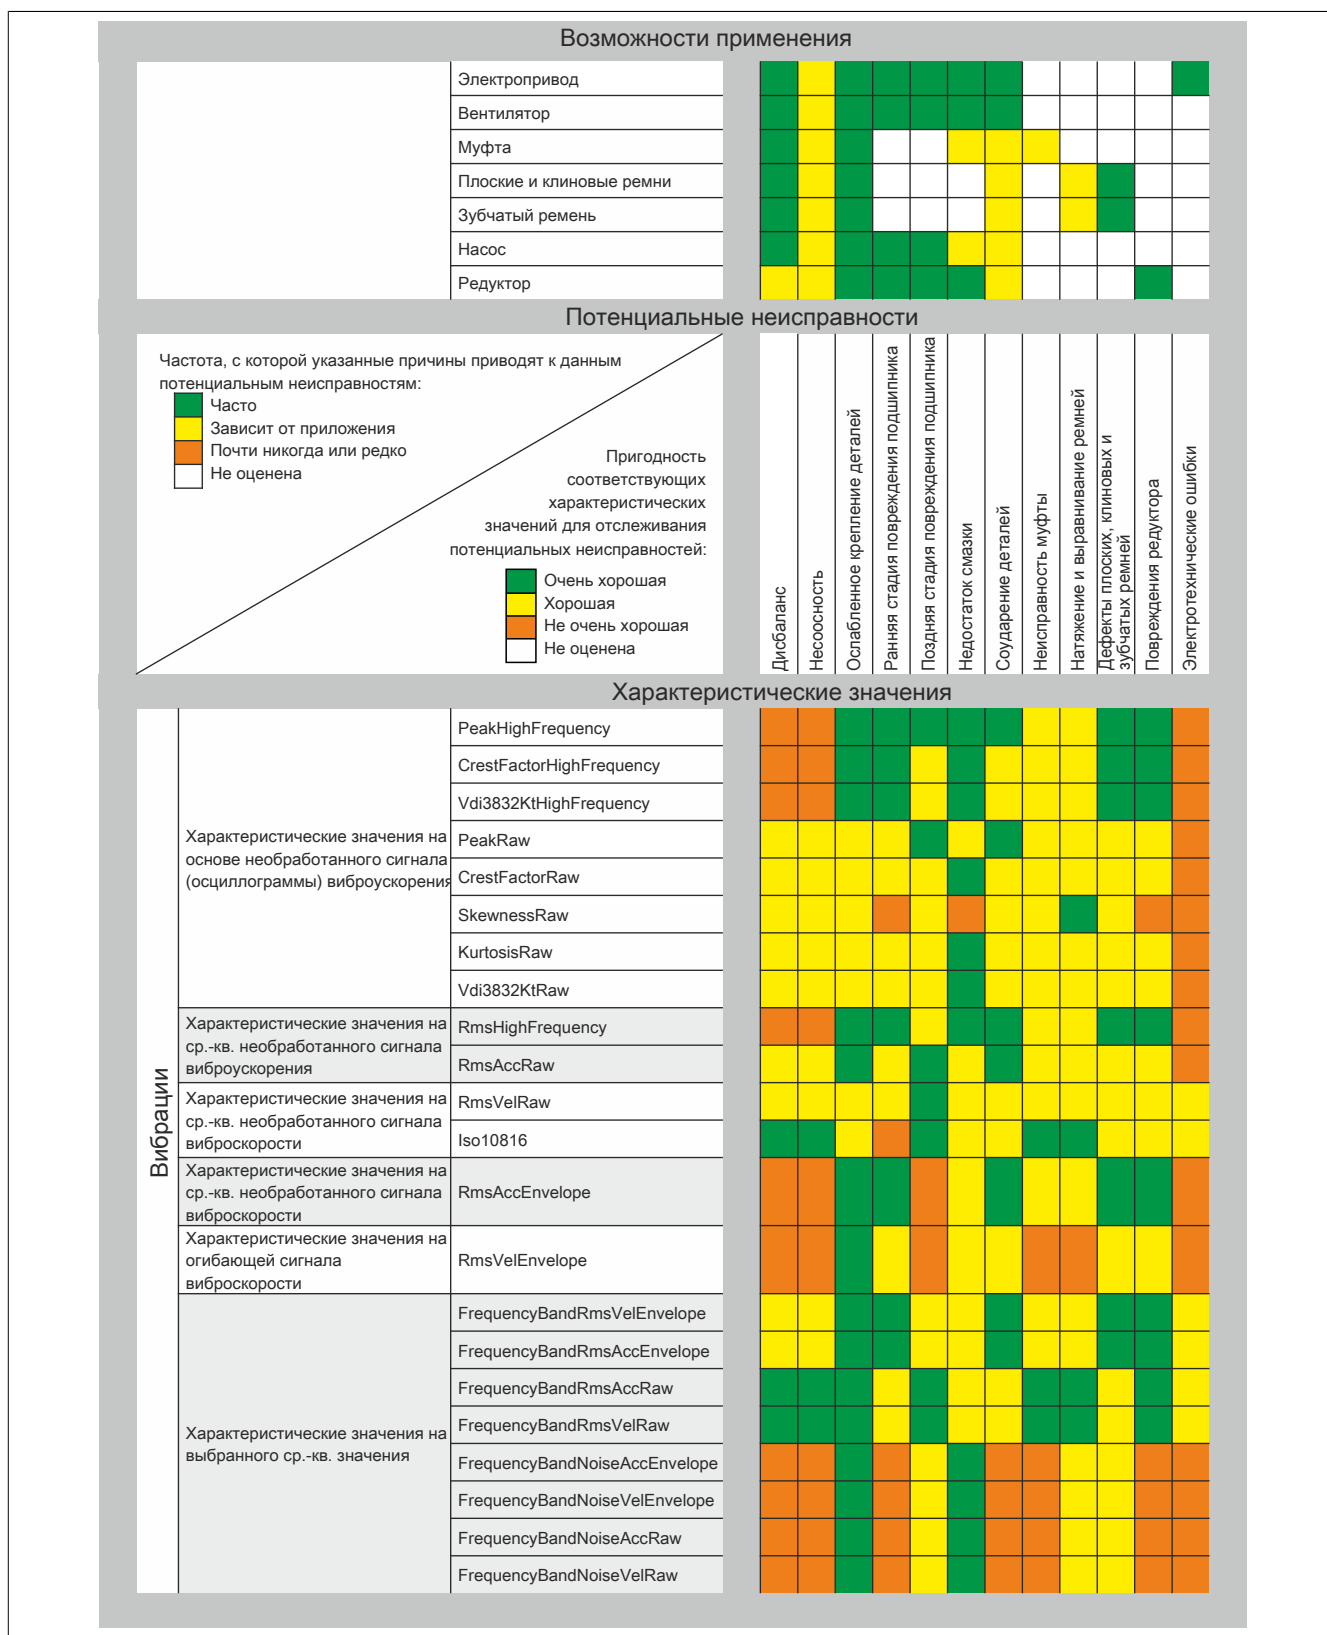 Возможности применения
Электропривод
Вентилятор
Муфта
Плоские и клиновые ремни
Зубчатый ремень
Насос
Редуктор
Потенциальные неисправности
Частота, с которой указанные причины приводят к данным
потенциальным неисправностям:
Часто
Зависит от приложения
Почти никогда или редко
Не оценена
Пригодность
соответствующих
характеристических
значений для отслеживания
потенциальных неисправностей:
Очень хорошая
Хорошая
Не очень хорошая
Не оценена
Дисбаланс
Несоосность
Ослабленное крепление деталей
Ранняя стадия повреждения подшипника
Поздняя стадия повреждения подшипника
Недостаток смазки
Соударение деталей
Неисправность муфты
Натяжение и выравнивание ремней
Дефекты плоских, клиновых и
зубчатых ремней
Повреждения редуктора
Электротехнические ошибки
Характеристические значения
Вибрации
Характеристические значения на
основе необработанного сигнала
(осциллограммы) виброускорения
PeakHighFrequency
CrestFactorHighFrequency
Vdi3832KtHighFrequency
PeakRaw
CrestFactorRaw
SkewnessRaw
KurtosisRaw
Vdi3832KtRaw
Характеристические значения на
ср.-кв. необработанного сигнала
виброускорения
RmsHighFrequency
RmsAccRaw
Характеристические значения на
ср.-кв. необработанного сигнала
виброскорости
RmsVelRaw
Iso10816
Характеристические значения на
ср.-кв. необработанного сигнала
виброскорости
RmsAccEnvelope
Характеристические значения на
огибающей сигнала
виброскорости
RmsVelEnvelope
Характеристические значения на
выбранного ср.-кв. значения
FrequencyBandRmsVelEnvelope
FrequencyBandRmsAccEnvelope
FrequencyBandRmsAccRaw
FrequencyBandRmsVelRaw
FrequencyBandNoiseAccEnvelope
FrequencyBandNoiseVelEnvelope
FrequencyBandNoiseAccRaw
FrequencyBandNoiseVelRaw